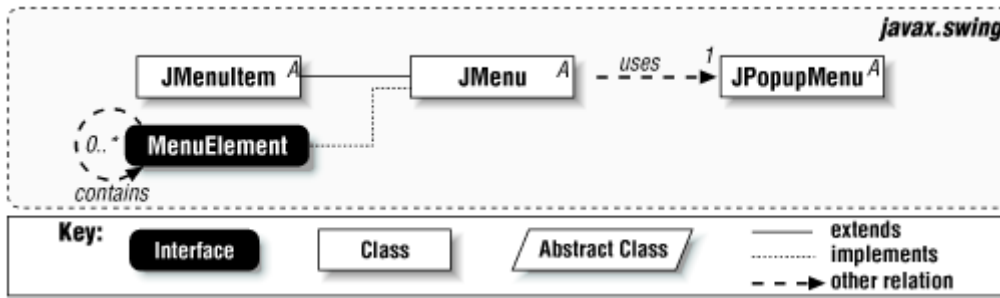 javax.swing
JMenuItem A
JMenu A
uses 1
JPopupMenu A
0..*
MenuElement
contains
Key:
Interface
Class
Abstract Class
extends
implements
other relation